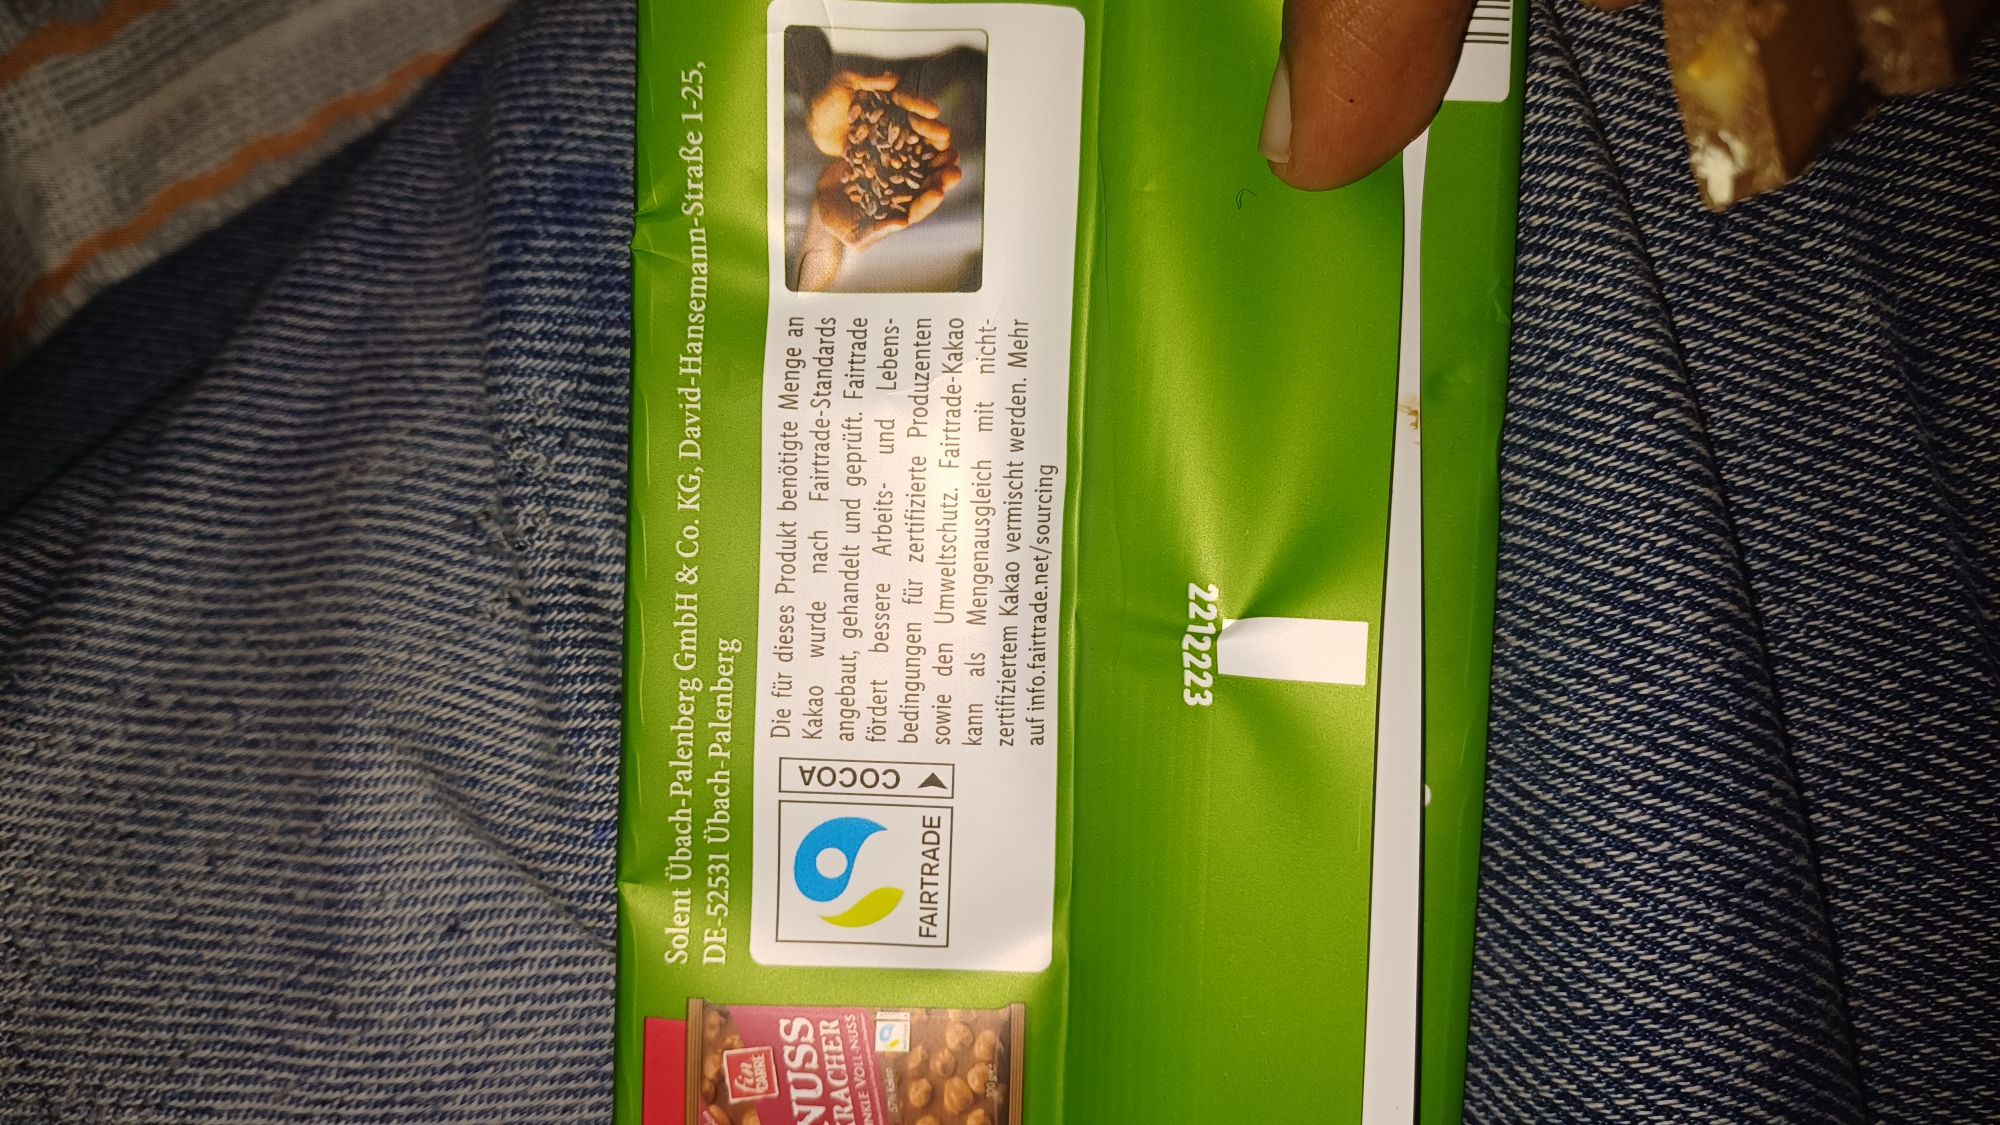 Solent Übach-Palenberg GmbH & Co. KG, David-Hansemann-Straße 1-25,
DE-52531 Übach-Palenberg
fin
CARRÉ
NUSS
KRACHER
57% Kakao
100 g e
FAIRTRADE
COCOA
Die für dieses Produkt benötigte Menge an
Kakao wurde nach Fairtrade-Standards
angebaut, gehandelt und geprüft. Fairtrade
fördert bessere Arbeits- und Lebens-
bedingungen für zertifizierte Produzenten
sowie den Umweltschutz. Fairtrade-Kakao
kann als Mengenausgleich mit nicht-
zertifiziertem Kakao vermischt werden. Mehr
auf info.fairtrade.net/sourcing
2212223